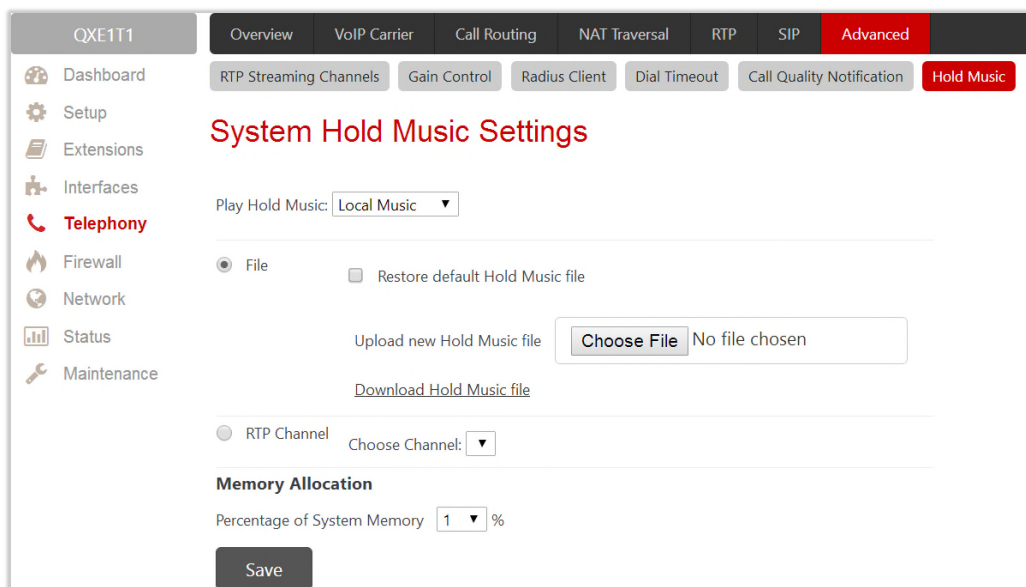 QXE1T1
Overview VoIP Carrier Call Routing NAT Traversal RTP SIP Advanced
Dashboard
Setup
Extensions
Interfaces
Telephony
Firewall
Network
Status
Maintenance
RTP Streaming Channels Gain Control Radius Client Dial Timeout Call Quality Notification Hold Music
System Hold Music Settings
Play Hold Music: Local Music
File
Restore default Hold Music file
Upload new Hold Music file Choose File No file chosen
Download Hold Music file
RTP Channel Choose Channel:
Memory Allocation
Percentage of System Memory 1 %
Save